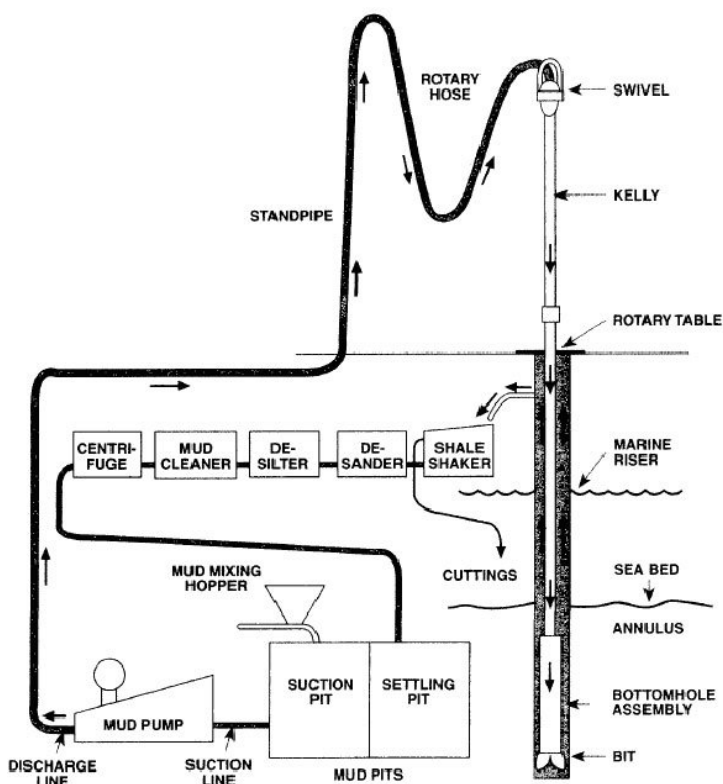 ROTARY
HOSE
SWIVEL
KELLY
STANDPIPE
ROTARY TABLE
CENTRI-
FUGE
MUD
CLEANER
DE-
SILTER
DE-
SANDER
SHALE
SHAKER
MARINE
RISER
CUTTINGS
MUD MIXING
HOPPER
SEA BED
ANNULUS
SUCTION
PIT
SETTLING
PIT
BOTTOMHOLE
ASSEMBLY
MUD PUMP
BIT
DISCHARGE
LINE
SUCTION
LINE
MUD PITS